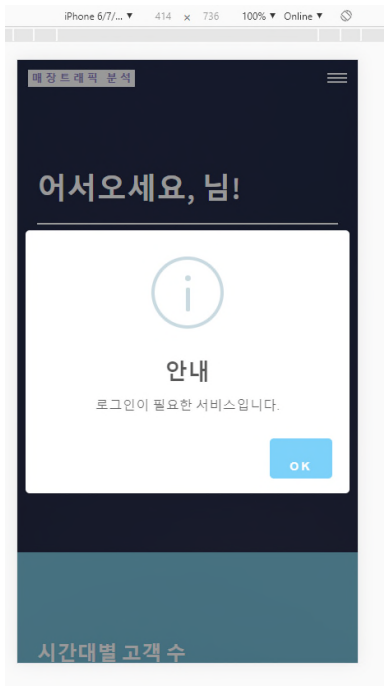 iPhone 6/7/... ▼ 414 × 736 100% ▼ Online ▼
매장트래픽 분석
어서오세요, 님!
안내
로그인이 필요한 서비스입니다.
OK
시간대별 고객 수